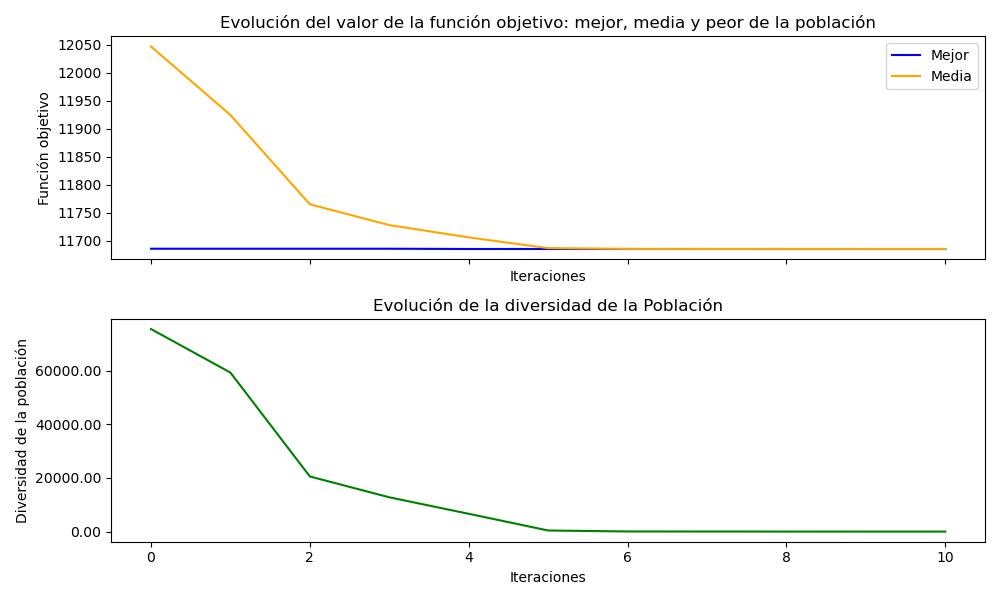 Evolución del valor de la función objetivo: mejor, media y peor de la población
12050
12000
11950
11900
11850
11800
11750
11700
Función objetivo
Mejor
Media
Iteraciones
Evolución de la diversidad de la Población
60000.00
40000.00
20000.00
0.00
Diversidad de la población
0 2 4 6 8 10
Iteraciones